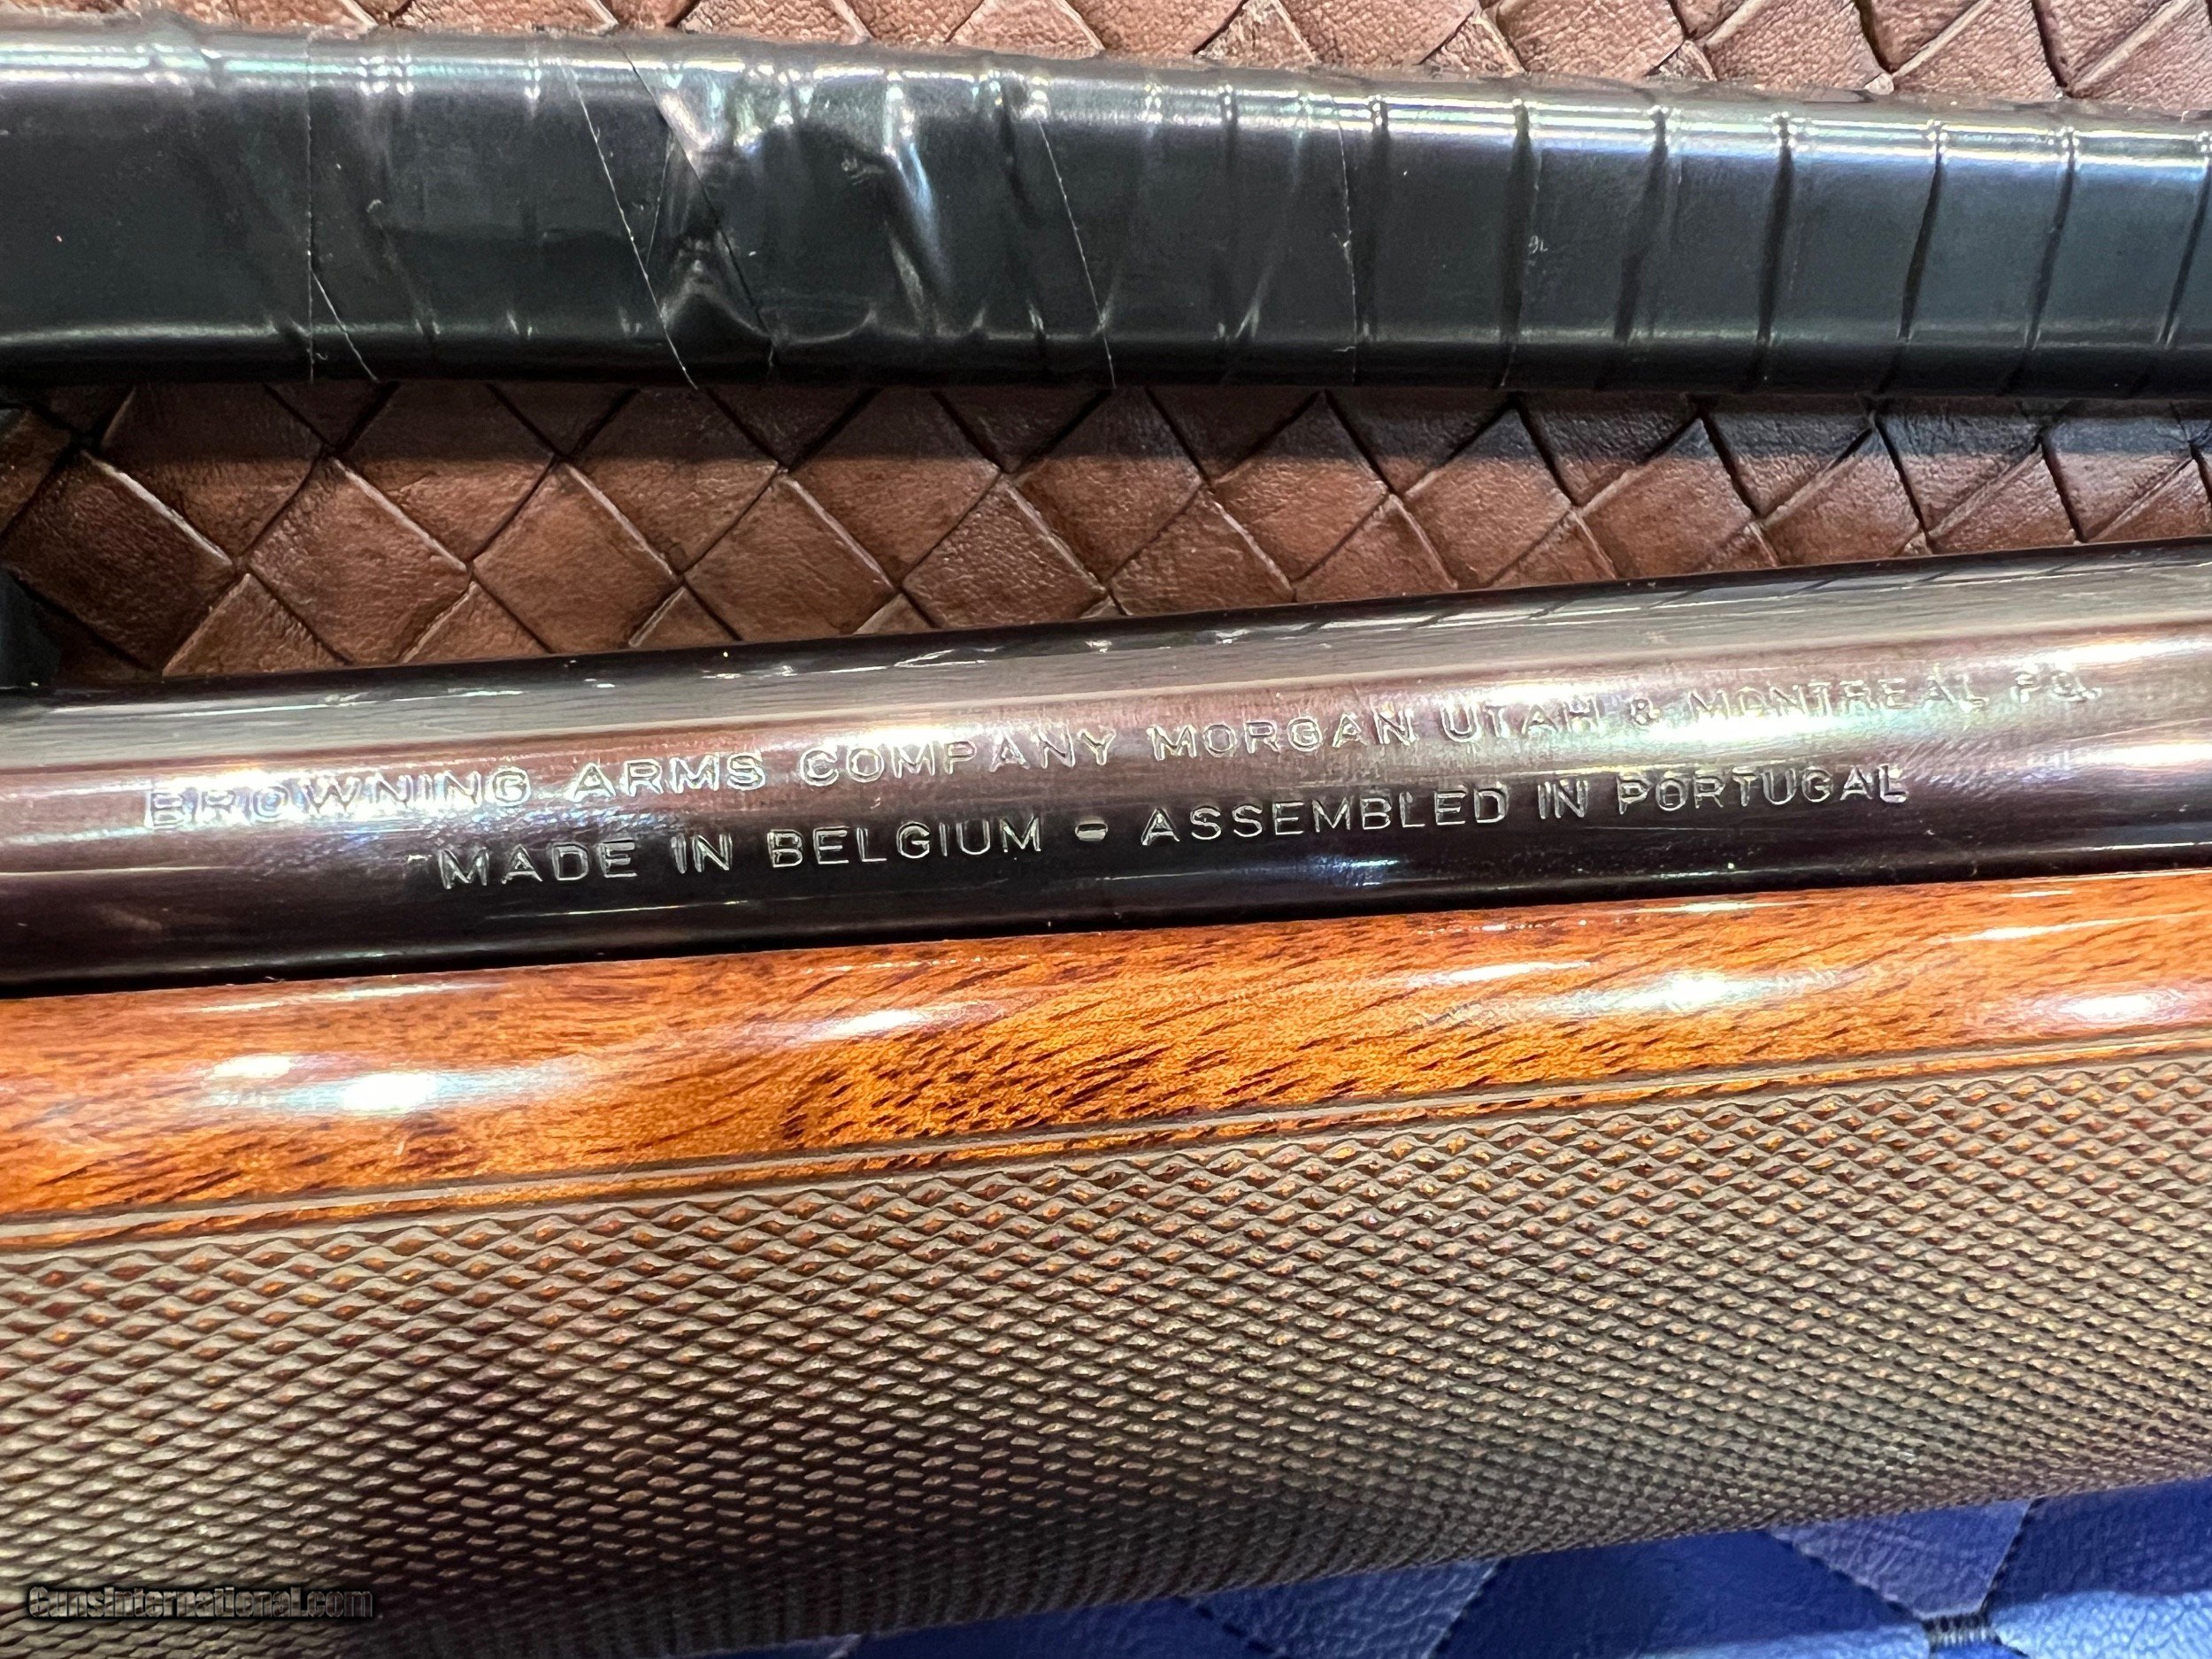 BROWNING ARMS COMPANY MORGAN UTAH & MONTREAL P.Q.
MADE IN BELGIUM - ASSEMBLED IN PORTUGAL
GunsInternational.com